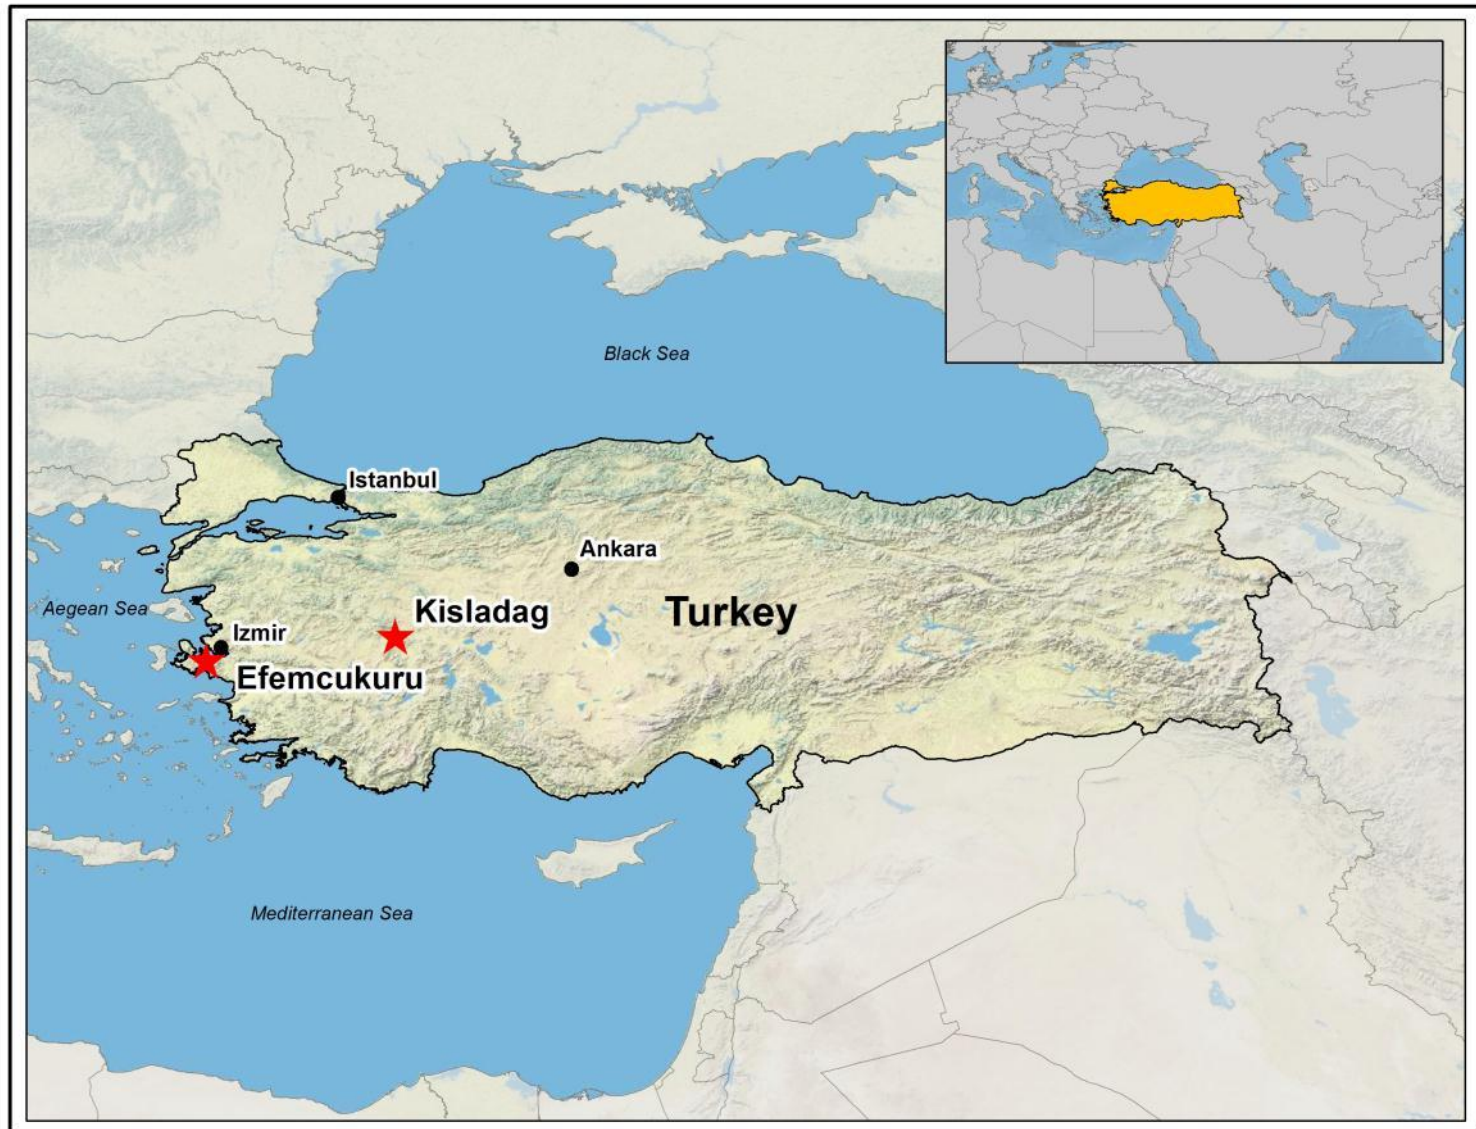 Black Sea
Istanbul
Ankara
Aegean Sea
Kisladag
Turkey
Izmir
Efemcukuru
Mediterranean Sea